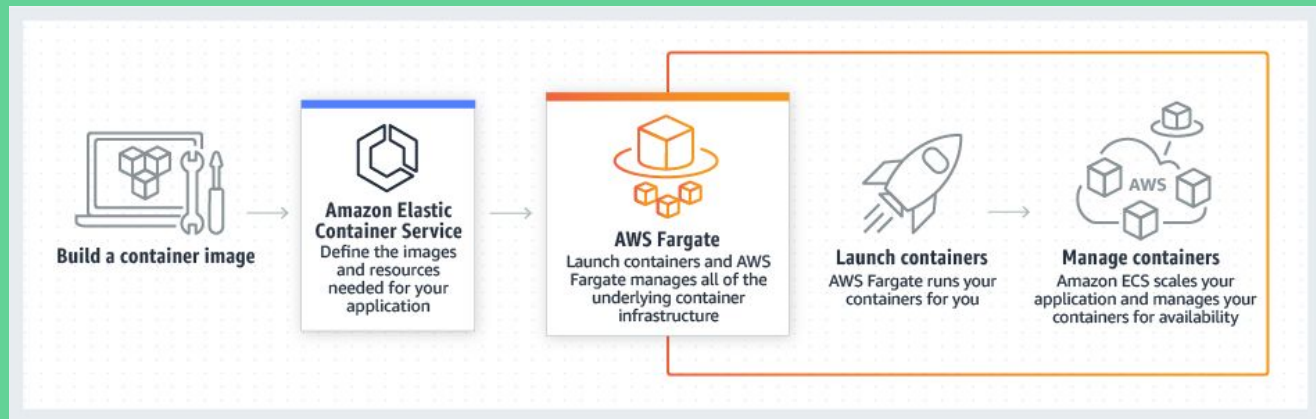 Build a container image
Amazon Elastic
Container Service
Define the images
and resources
needed for your
application
AWS Fargate
Launch containers and AWS
Fargate manages all of the
underlying container
infrastructure
Launch containers
AWS Fargate runs your
containers for you
AWS
Manage containers
Amazon ECS scales your
application and manages your
containers for availability